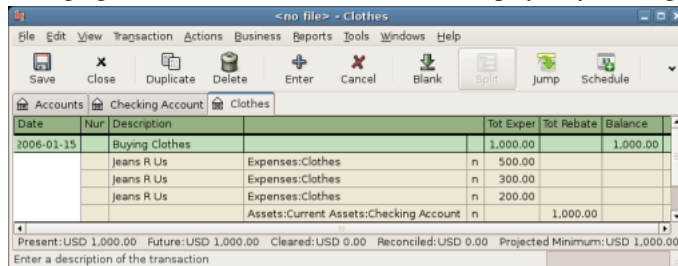 <no file> - Clothes
File Edit View Transaction Actions Business Reports Tools Windows Help
Save Close Duplicate Delete Enter Cancel Blank Split Jump Schedule
Accounts Checking Account Clothes
Date Nur Description Tot Exper Tot Rebate Balance
2006-01-15 Buying Clothes 1,000.00 1,000.00
Jeans R Us Expenses:Clothes n 500.00
Jeans R Us Expenses:Clothes n 300.00
Jeans R Us Expenses:Clothes n 200.00
Assets:Current Assets:Checking Account n 1,000.00
Present:USD 1,000.00 Future:USD 1,000.00 Cleared:USD 0.00 Reconciled:USD 0.00 Projected Minimum:USD 1,000.00
Enter a description of the transaction